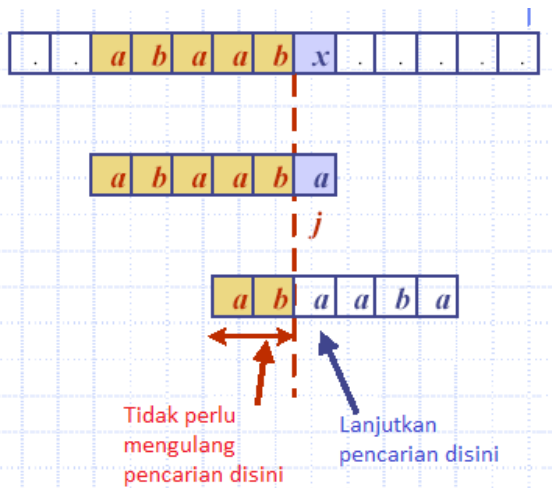 . . a b a a b x . . . . .
a b a a b a
j
a b a a b a
Tidak perlu
mengulang
pencarian disini
Lanjutkan
pencarian disini